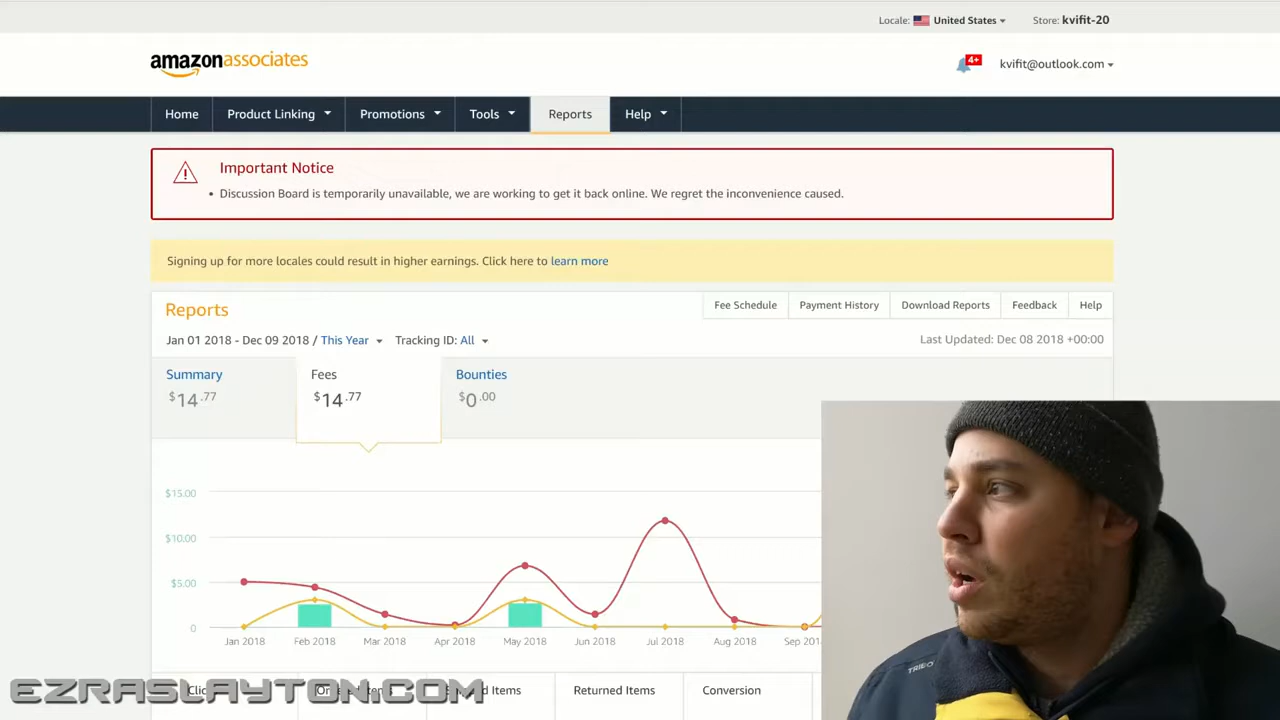 Locale: United States Store: kvifit-20
amazonassociates
4+ kvifit@outlook.com
Home Product Linking Promotions Tools Reports Help
Important Notice
• Discussion Board is temporarily unavailable, we are working to get it back online. We regret the inconvenience caused.
Signing up for more locales could result in higher earnings. Click here to learn more
Reports Fee Schedule Payment History Download Reports Feedback Help
Jan 01 2018 - Dec 09 2018 / This Year Tracking ID: All Last Updated: Dec 08 2018 +00:00
Summary Fees Bounties
$14.77 $14.77 $0.00
$15.00
$10.00
$5.00
0
Jan 2018 Feb 2018 Mar 2018 Apr 2018 May 2018 Jun 2018 Jul 2018 Aug 2018 Sep 201
TRIBO
Items Returned Items Conversion
EZRASLAYTON.COM